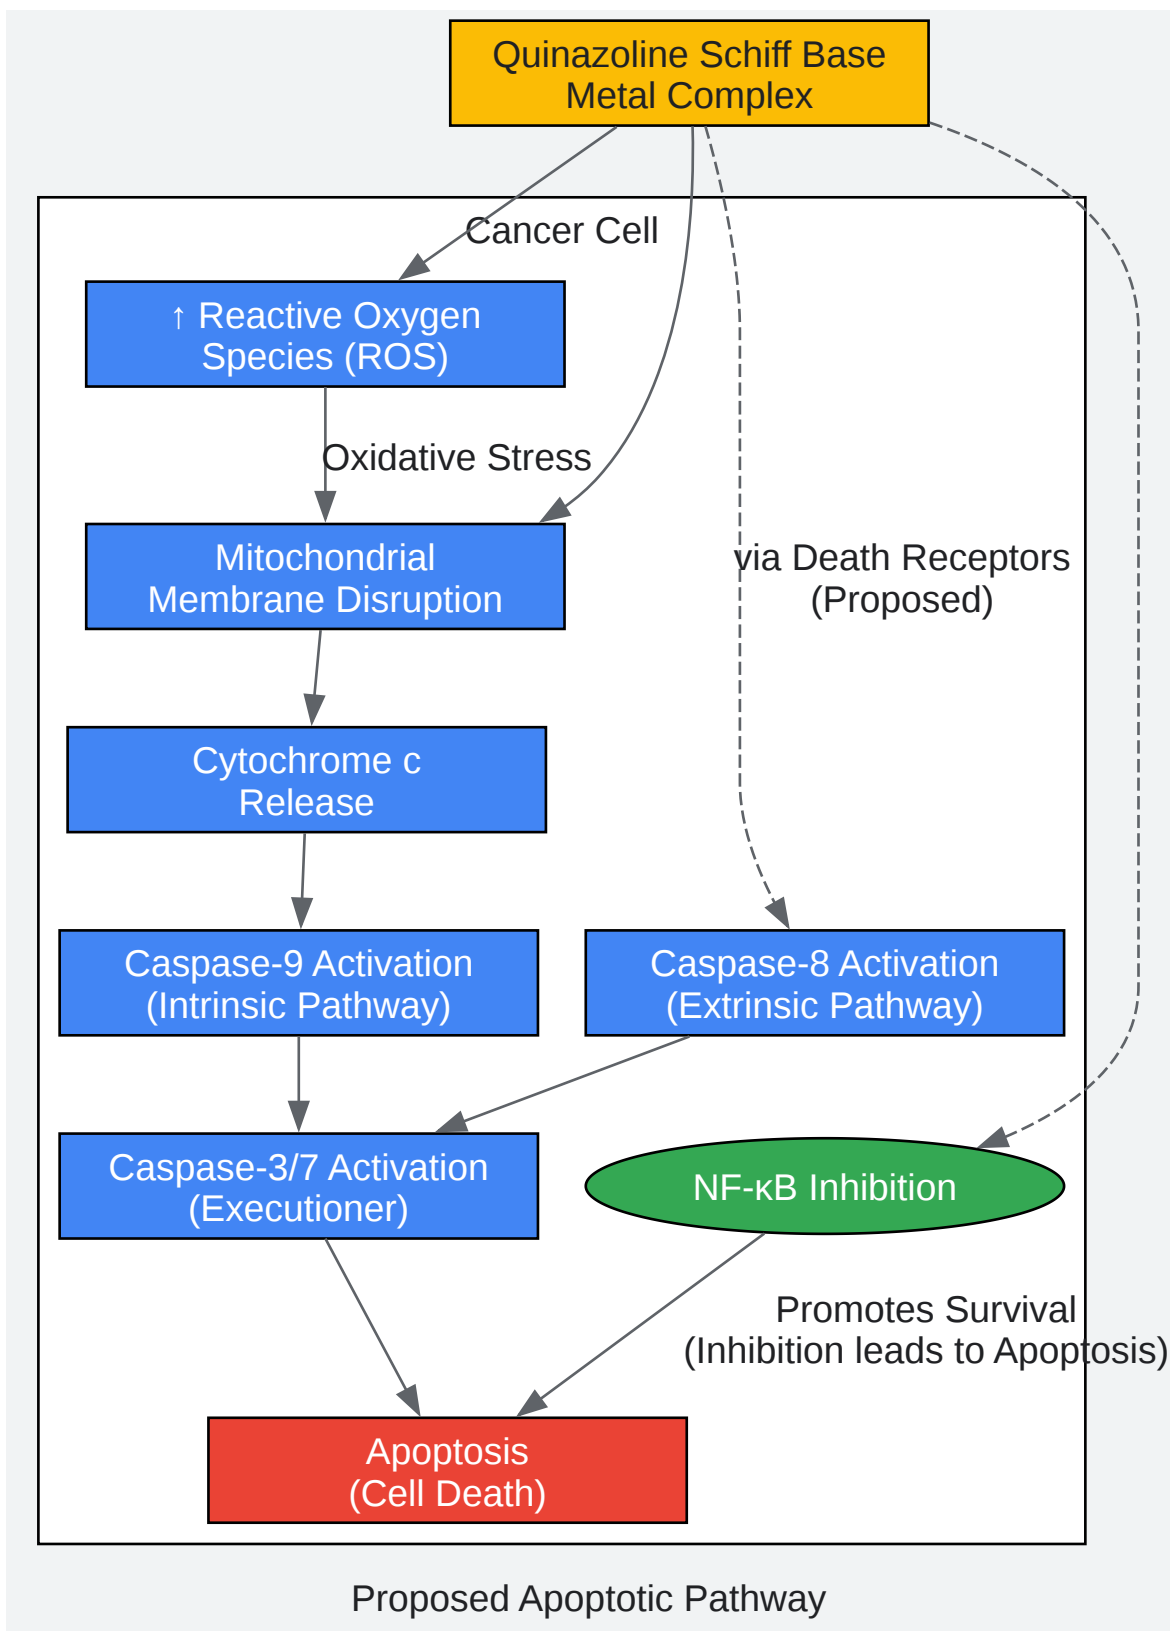 Quinazoline Schiff Base
Metal Complex
Cancer Cell
↑ Reactive Oxygen
Species (ROS)
Oxidative Stress
Mitochondrial
Membrane Disruption
via Death Receptors
(Proposed)
Cytochrome c
Release
Caspase-9 Activation
(Intrinsic Pathway)
Caspase-8 Activation
(Extrinsic Pathway)
Caspase-3/7 Activation
(Executioner)
NF-κB Inhibition
Promotes Survival
(Inhibition leads to Apoptosis)
Apoptosis
(Cell Death)
Proposed Apoptotic Pathway